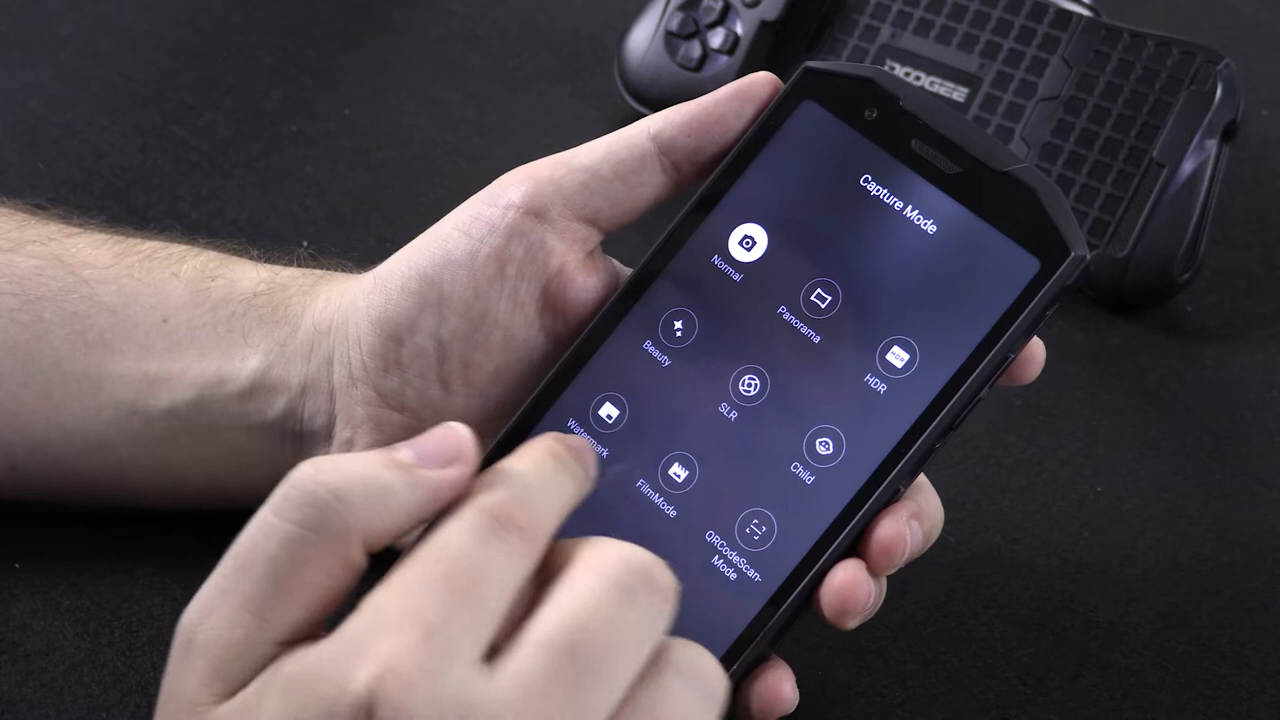 DOOGEE
Capture Mode
Normal
Panorama
HDR
Beauty
SLR
Child
Watermark
FilmMode
QRCodeScan-
Mode
HDR